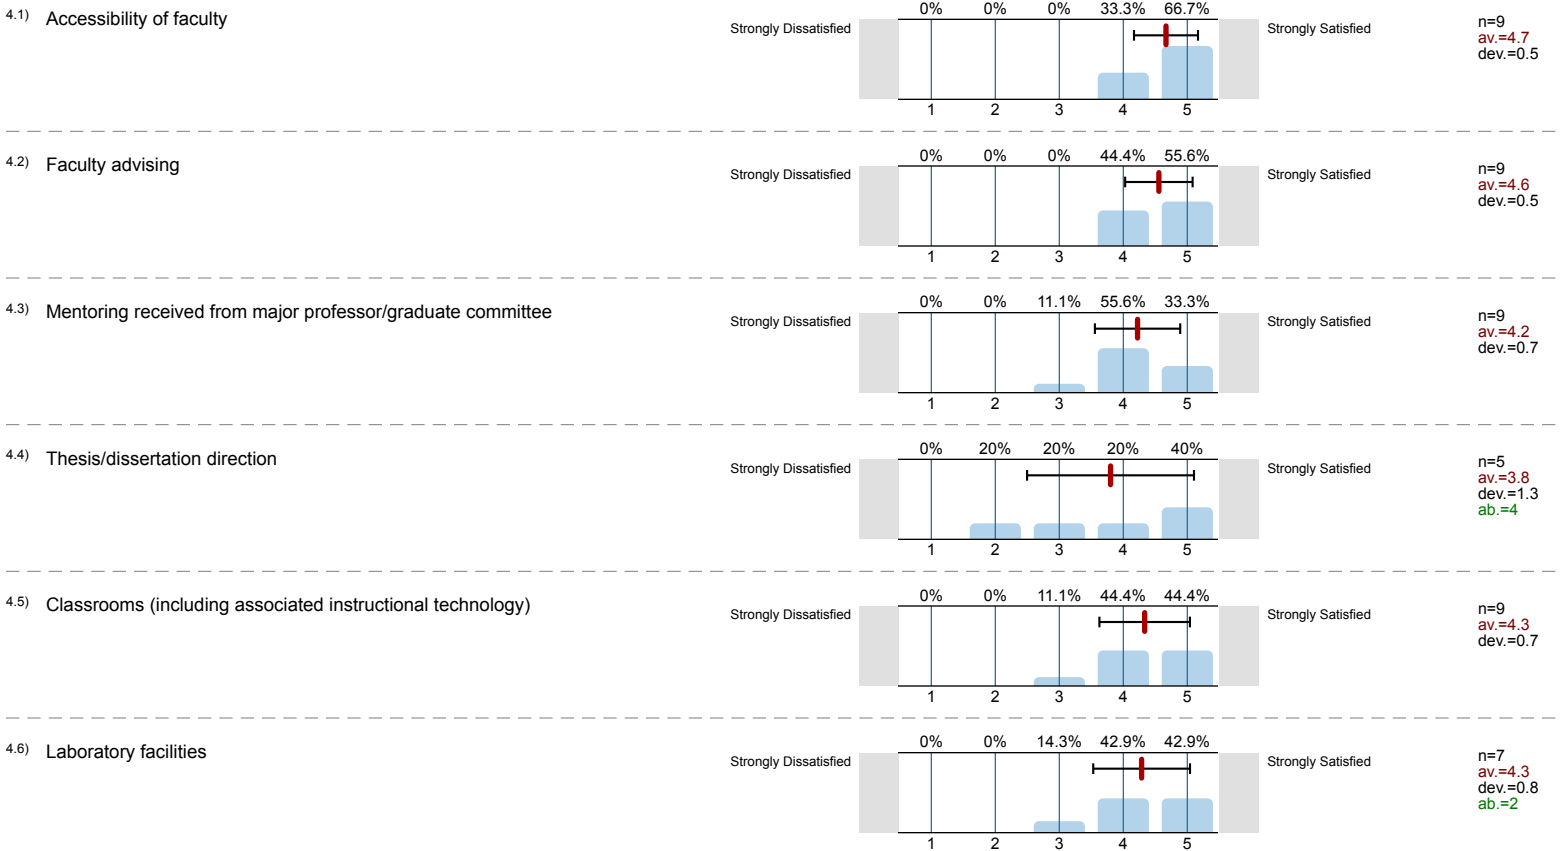 4.1) Accessibility of faculty
0% 0% 0% 33.3% 66.7%
Strongly Dissatisfied Strongly Satisfied
n=9
av.=4.7
dev.=0.5
1 2 3 4 5
4.2) Faculty advising
0% 0% 0% 44.4% 55.6%
Strongly Dissatisfied Strongly Satisfied
n=9
av.=4.6
dev.=0.5
1 2 3 4 5
4.3) Mentoring received from major professor/graduate committee
0% 0% 11.1% 55.6% 33.3%
Strongly Dissatisfied Strongly Satisfied
n=9
av.=4.2
dev.=0.7
1 2 3 4 5
4.4) Thesis/dissertation direction
0% 20% 20% 20% 40%
Strongly Dissatisfied Strongly Satisfied
n=5
av.=3.8
dev.=1.3
ab.=4
1 2 3 4 5
4.5) Classrooms (including associated instructional technology)
0% 0% 11.1% 44.4% 44.4%
Strongly Dissatisfied Strongly Satisfied
n=9
av.=4.3
dev.=0.7
1 2 3 4 5
4.6) Laboratory facilities
0% 0% 14.3% 42.9% 42.9%
Strongly Dissatisfied Strongly Satisfied
n=7
av.=4.3
dev.=0.8
ab.=2
1 2 3 4 5